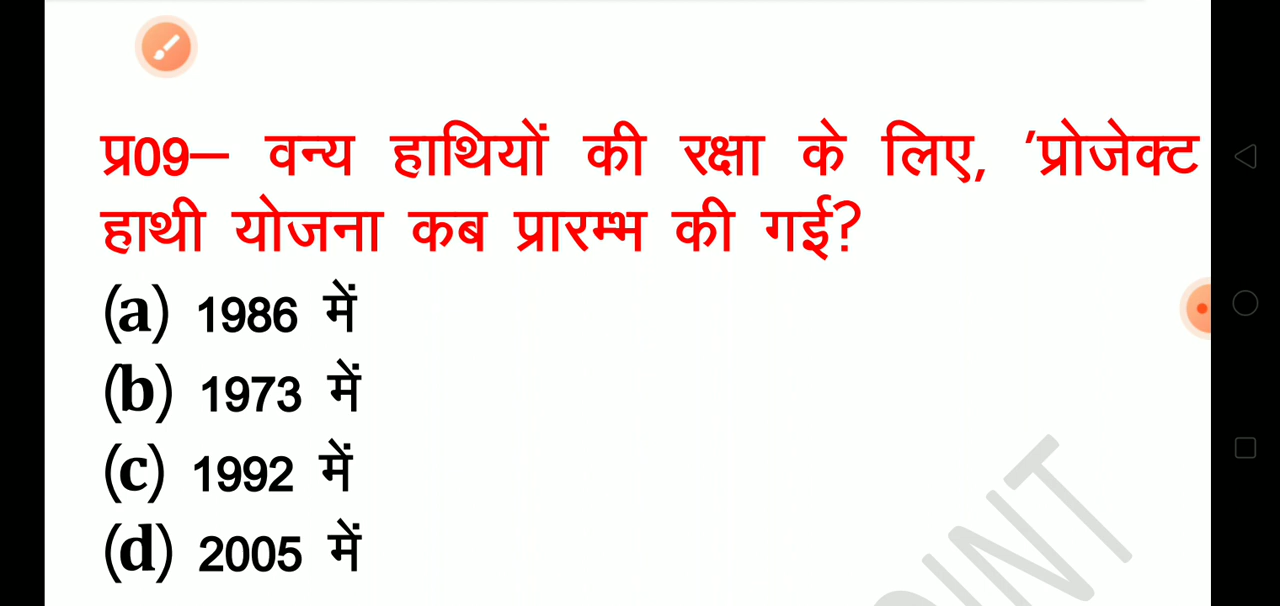 प्र09– वन्य हाथियों की रक्षा के लिए, 'प्रोजेक्ट
हाथी योजना कब प्रारम्भ की गई?
(a) 1986 में
(b) 1973 में
(c) 1992 में
(d) 2005 में